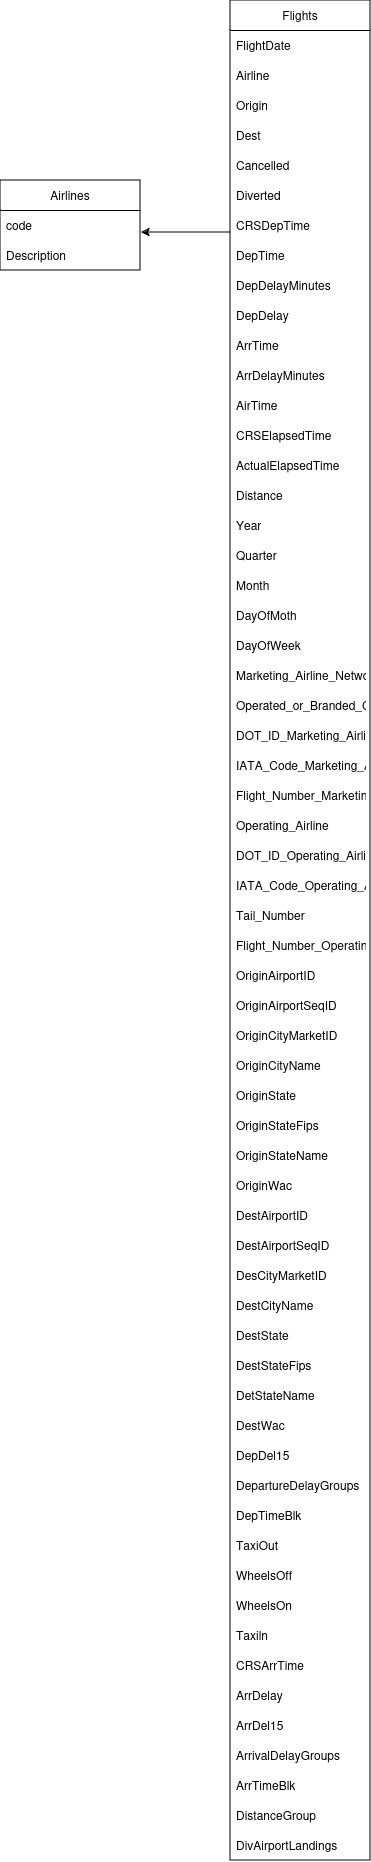 Flights
FlightDate
Airline
Origin
Dest
Cancelled
Diverted
CRSDepTime
DepTime
DepDelayMinutes
DepDelay
ArrTime
ArrDelayMinutes
AirTime
CRSElapsedTime
ActualElapsedTime
Distance
Year
Quarter
Month
DayOfMoth
DayOfWeek
Marketing_Airline_Netwo
Operated_or_Branded_C
DOT_ID_Marketing_Airli
IATA_Code_Marketing_A
Flight_Number_Marketin
Operating_Airline
DOT_ID_Operating_Airli
IATA_Code_Operating_A
Tail_Number
Flight_Number_Operatin
OriginAirportID
OriginAirportSeqID
OriginCityMarketID
OriginCityName
OriginState
OriginStateFips
OriginStateName
OriginWac
DestAirportID
DestAirportSeqID
DesCityMarketID
DestCityName
DestState
DestStateFips
DetStateName
DestWac
DepDel15
DepartureDelayGroups
DepTimeBlk
TaxiOut
WheelsOff
WheelsOn
TaxiIn
CRSArrTime
ArrDelay
ArrDel15
ArrivalDelayGroups
ArrTimeBlk
DistanceGroup
DivAirportLandings
Airlines
code
Description